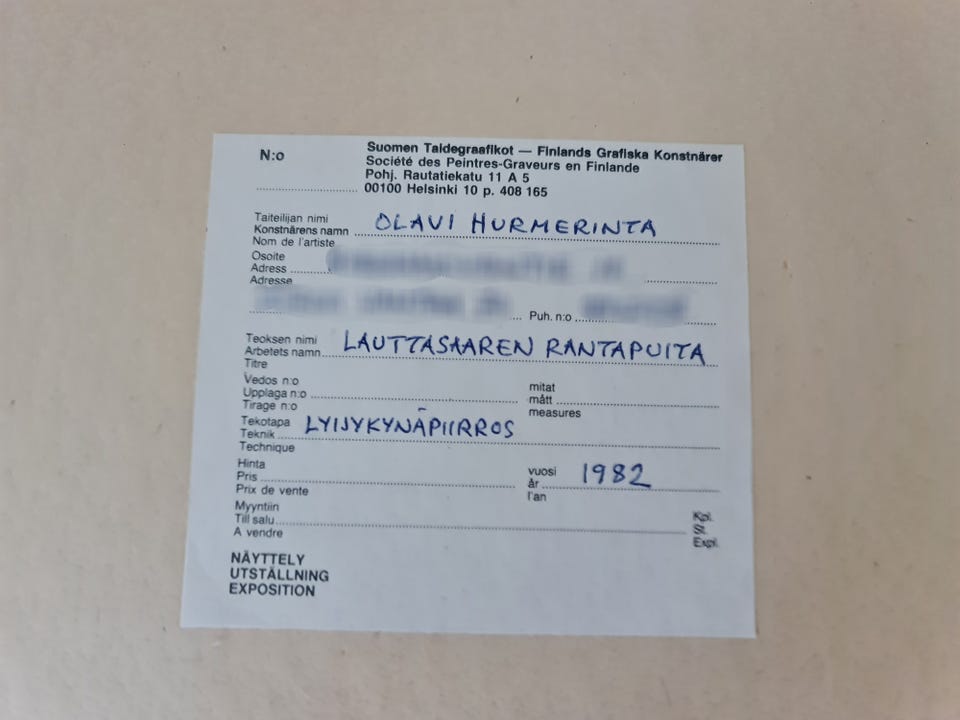 N:o
Suomen Taidegraafikot — Finlands Grafiska Konstnärer
Société des Peintres-Graveurs en Finlande
Pohj. Rautatiekatu 11 A 5
00100 Helsinki 10 p. 408 165
Taiteilijan nimi
Konstnärens namn OLAVI HURMERINTA
Nom de l'artiste
Osoite
Adress
Adresse
Puh. n:o
Teoksen nimi
Arbetets namn LAUTTASAAREN RANTAPUITA
Titre
Vedos n:o
Upplaga n:o
Tirage n:o
mitat
mått
measures
Tekotapa
Teknik LYIJYKYNÄPIIRROS
Technique
Hinta
Pris
Prix de vente
vuosi
år 1982
l'an
Myyntiin
Till salu
A vendre
Kpl.
St.
Expl.
NÄYTTELY
UTSTÄLLNING
EXPOSITION